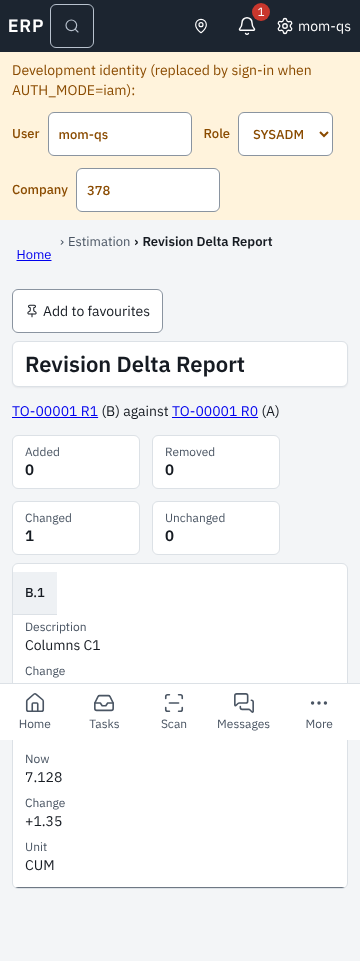 ERP
1
mom-qs
Development identity (replaced by sign-in when
AUTH_MODE=iam):
User
mom-qs
Role
SYSADM
Company
378
Home
› Estimation › Revision Delta Report
Add to favourites
Revision Delta Report
TO-00001 R1 (B) against TO-00001 R0 (A)
Added
0
Removed
0
Changed
1
Unchanged
0
B.1
Description
Columns C1
Change
Home
Tasks
Scan
Messages
More
Now
7.128
Change
+1.35
Unit
CUM